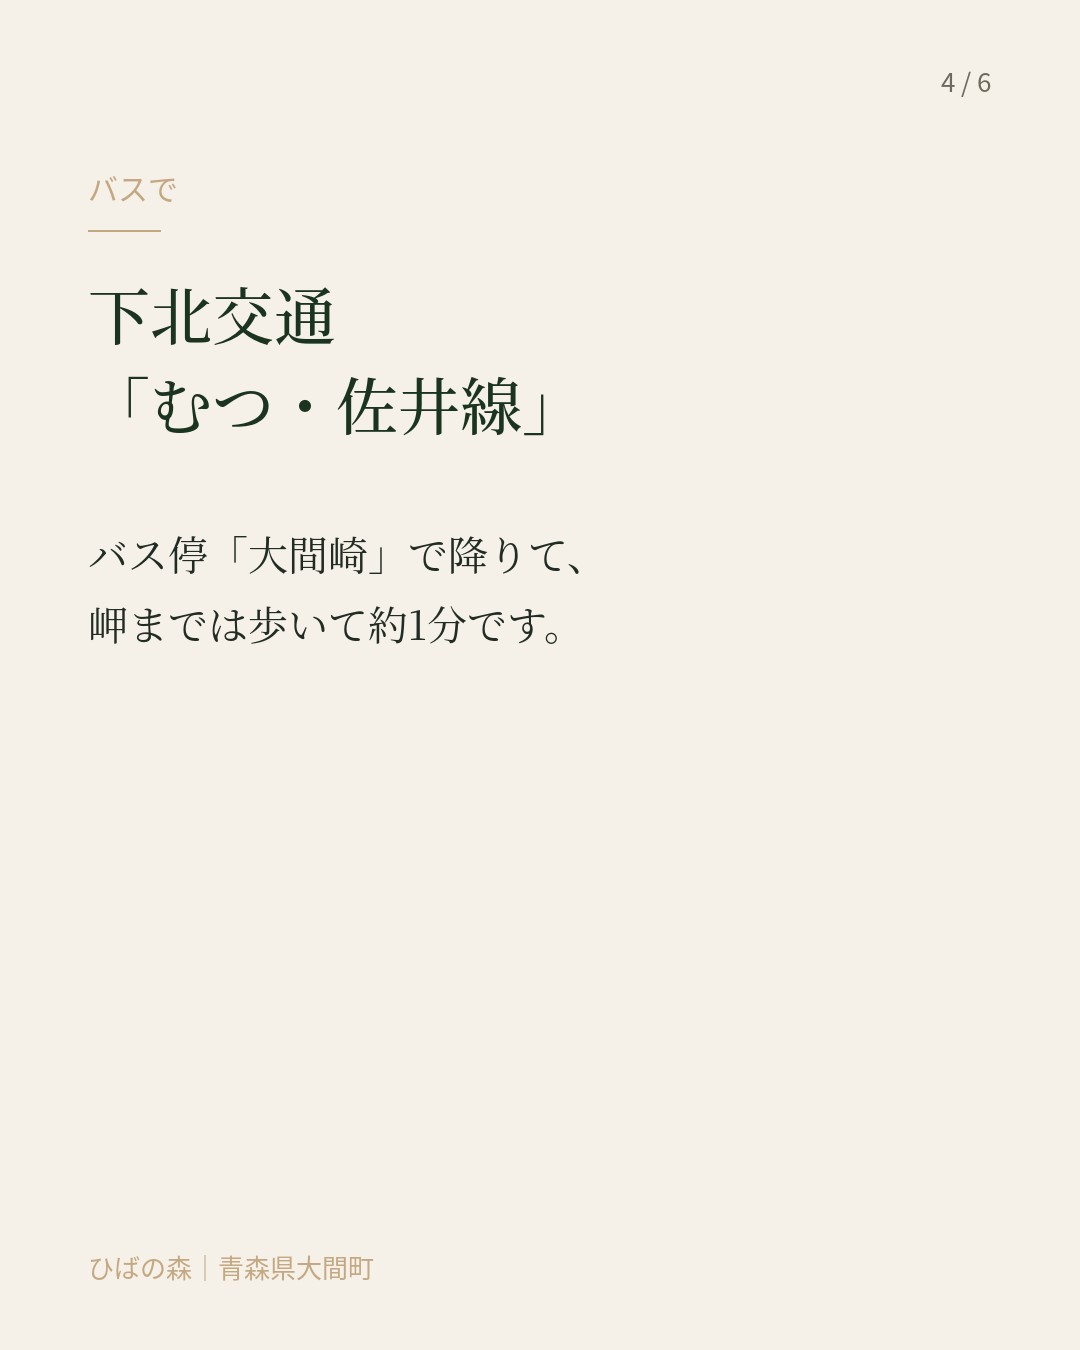 4 / 6
バスで
下北交通
「むつ・佐井線」
バス停「大間崎」で降りて、
岬までは歩いて約1分です。
ひばの森｜青森県大間町